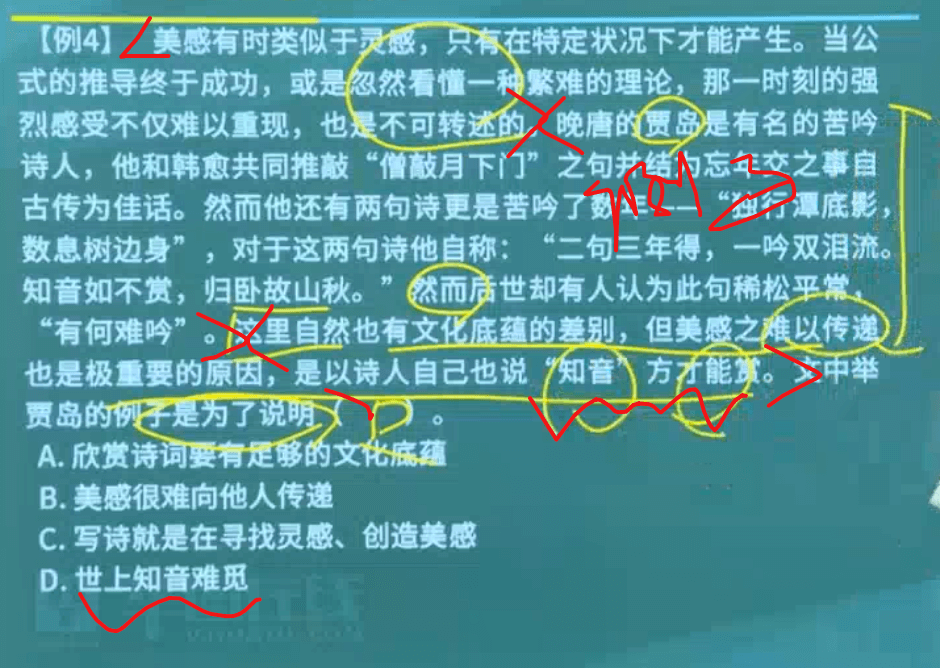 【例4】 美感有时类似于灵感，只有在特定状况下才能产生。当公
式的推导终于成功，或是忽然看懂一种繁难的理论，那一时刻的强
烈感受不仅难以重现，也是不可转述的。晚唐的贾岛是有名的苦吟
诗人，他和韩愈共同推敲“僧敲月下门”之句并结 忘年交之事自
古传为佳话。然而他还有两句诗更是苦吟了数年——“独行潭底影，
数息树边身”，对于这两句诗他自称：“二句三年得，一吟双泪流。
知音如不赏，归卧故山秋。”然而后世却有人认为此句稀松平常，
“有何难吟”。这里自然也有文化底蕴的差别，但美感之难以传递
也是极重要的原因，是以诗人自己也说“知音”方才能赏。文中举
贾岛的例子是为了说明（ ）。
A. 欣赏诗词要有足够的文化底蕴
B. 美感很难向他人传递
C. 写诗就是在寻找灵感、创造美感
D. 世上知音难觅